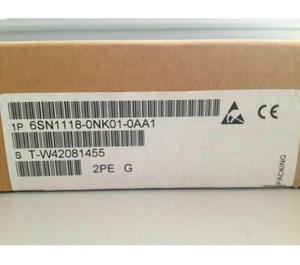 1P 6SN1118-0NK01-0AA1
S T-W42081455
2PE G
CE
PACKING